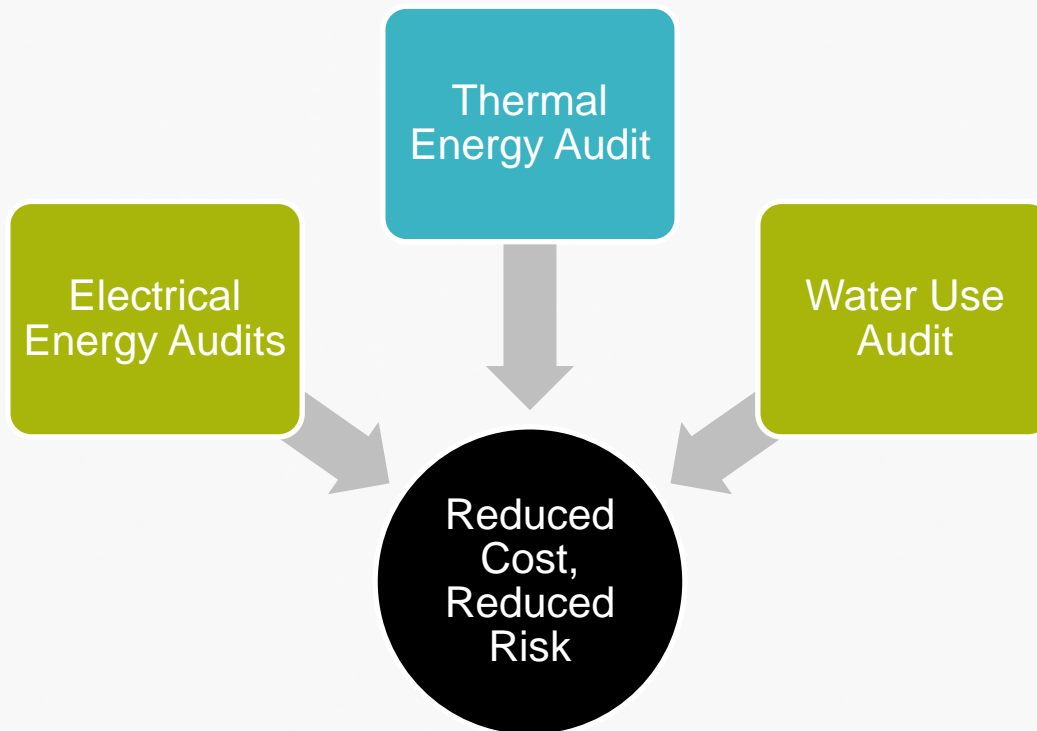 Thermal
Energy Audit
Electrical
Energy Audits
Water Use
Audit
Reduced
Cost,
Reduced
Risk